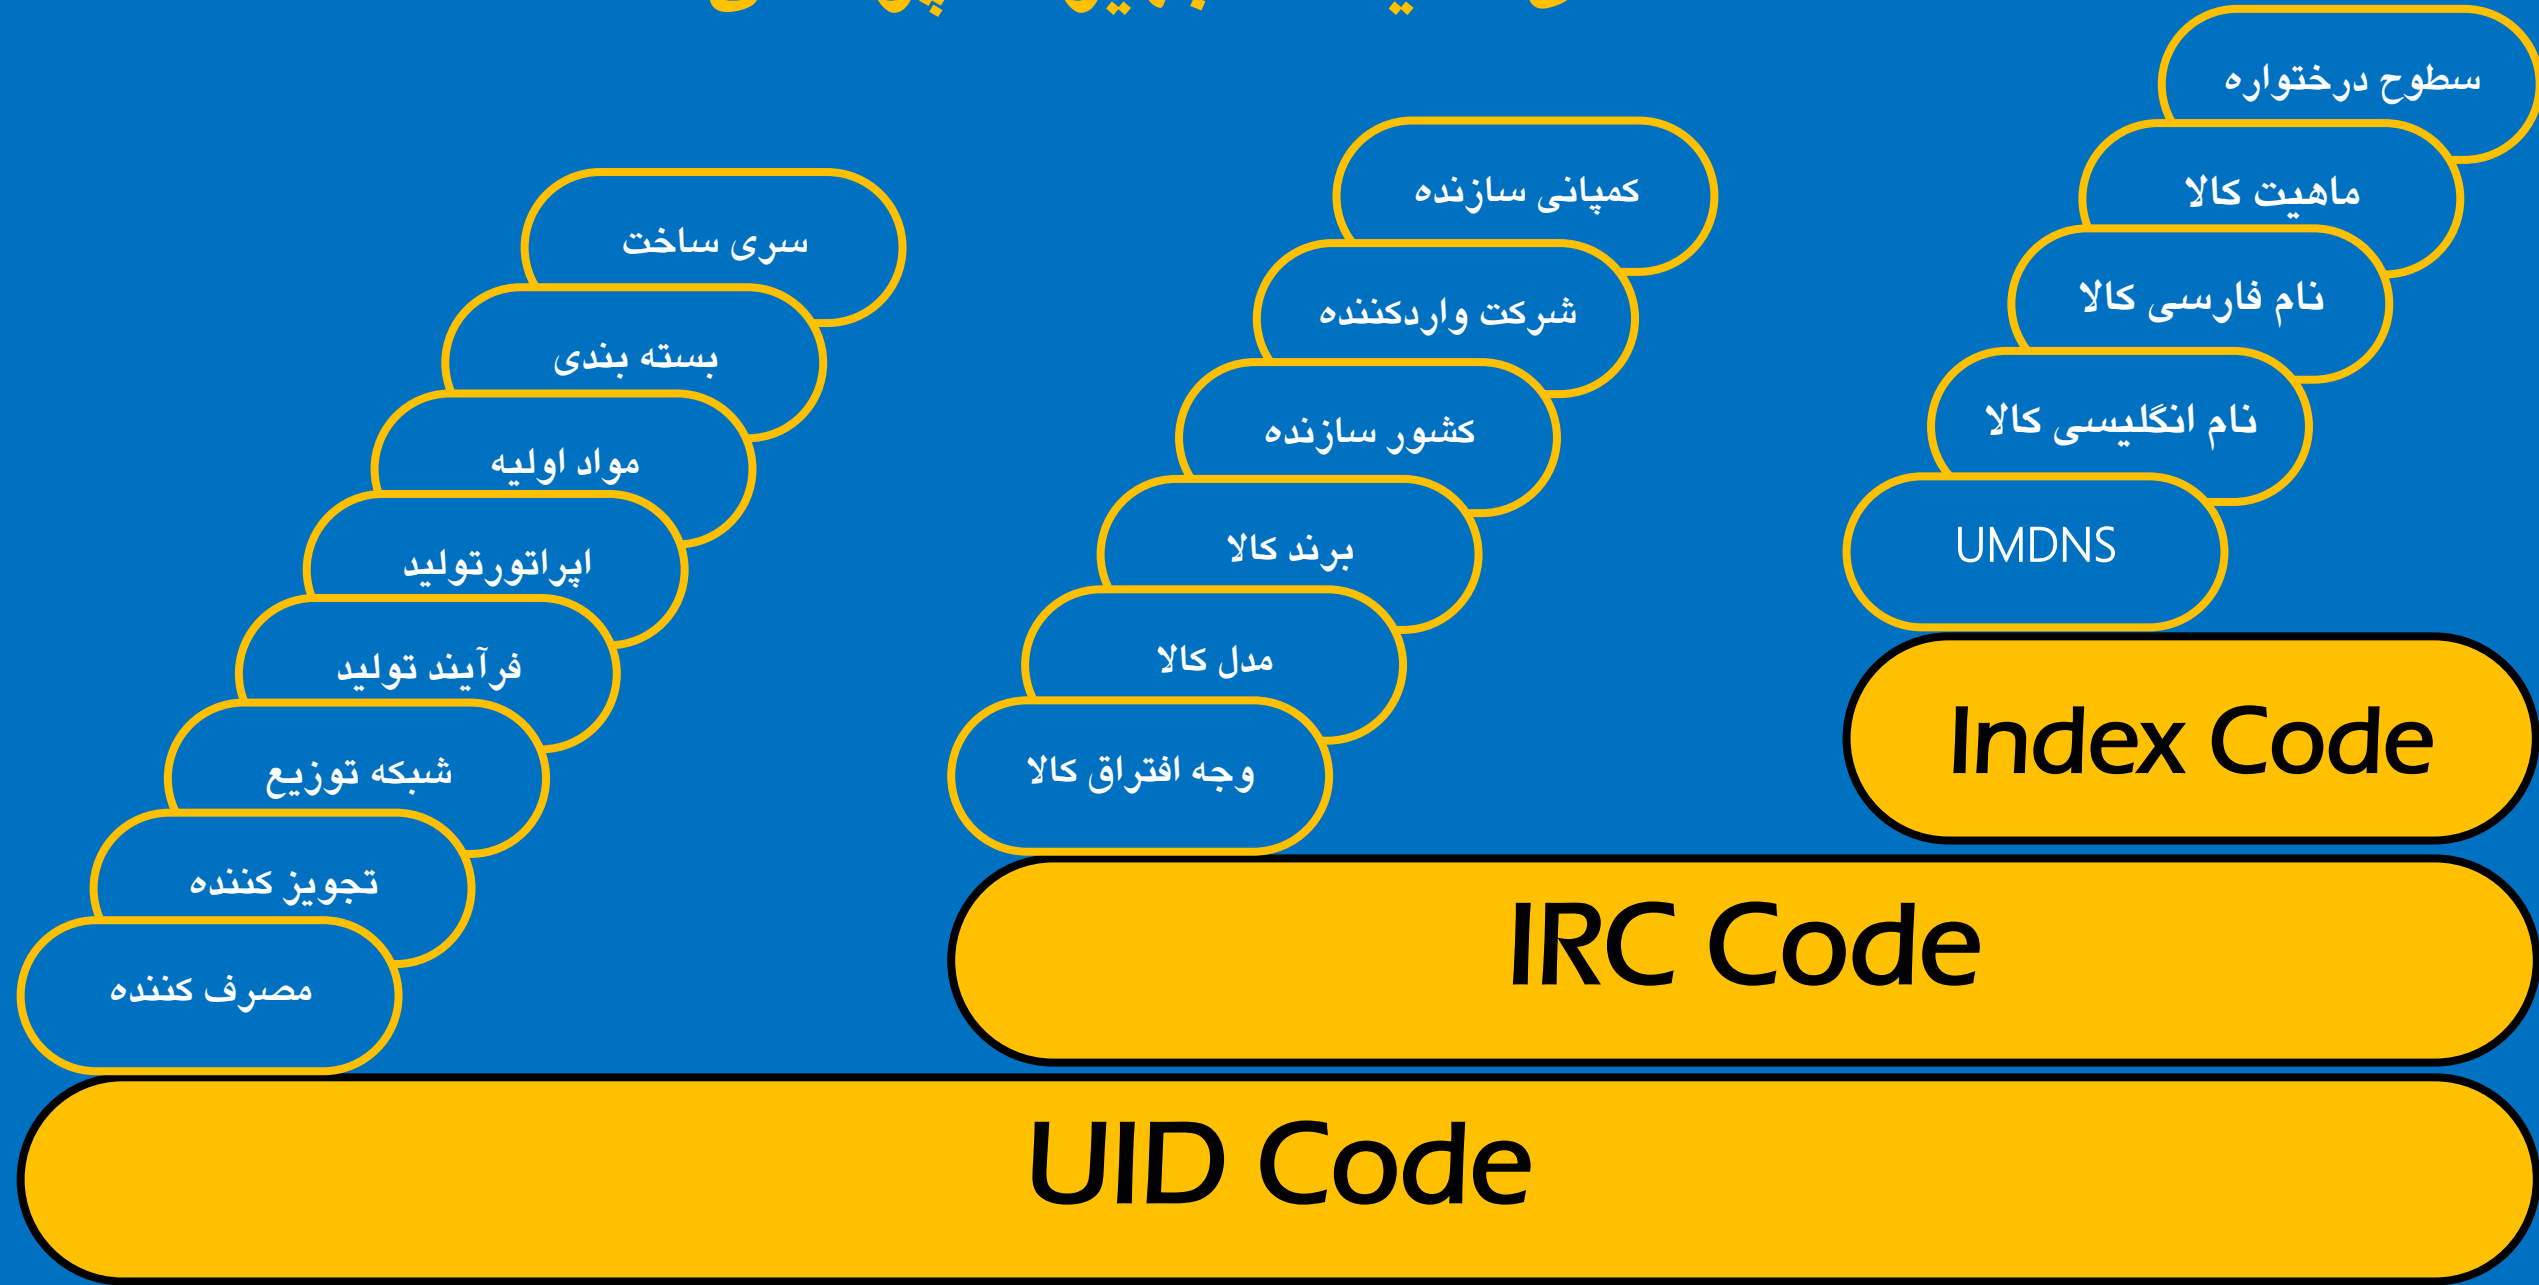 سطوح درختواره
ماهیت کالا
نام فارسی کالا
نام انگلیسی کالا
UMDNS
Index Code
کمپانی سازنده
شرکت واردکننده
کشور سازنده
برند کالا
مدل کالا
وجه افتراق کالا
IRC Code
سری ساخت
بسته بندی
مواد اولیه
اپراتورتولید
فرآیند تولید
شبکه توزیع
تجویز کننده
مصرف کننده
UID Code